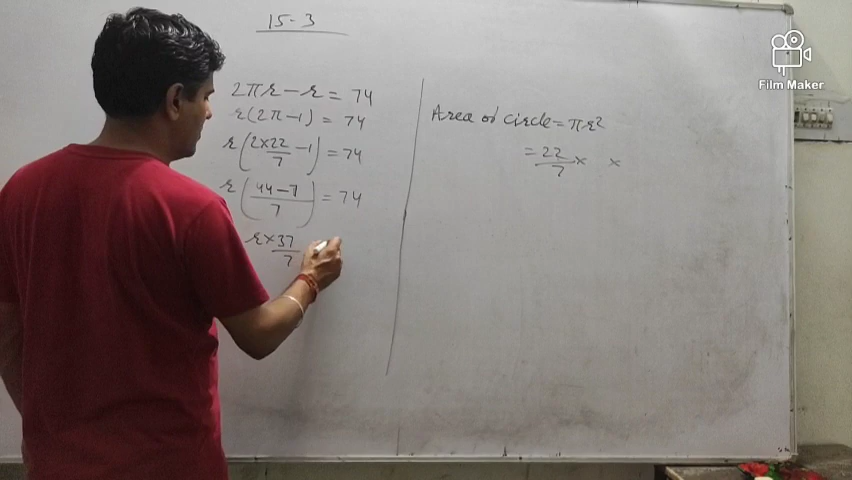 15-3
2πr - r = 74
r(2π-1) = 74
r(2×22/7 - 1) = 74
r(44-7/7) = 74
r×37/7
Area of circle = πr²
= 22/7 × ×
Film Maker